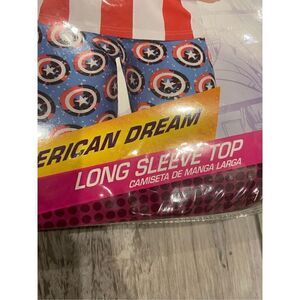 ERICAN DREAM
LONG SLEEVE TOP
CAMISETA DE MANGA LARGA